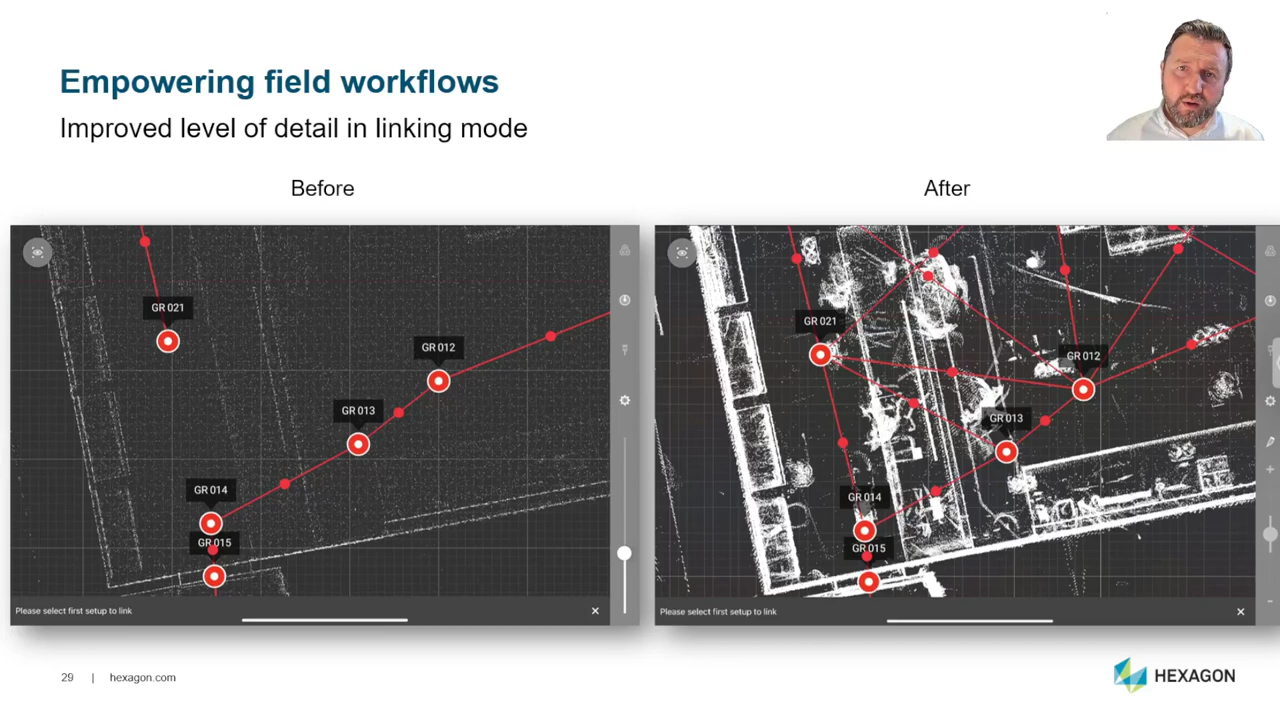 Empowering field workflows
Improved level of detail in linking mode
Before
After
GR 021
GR 012
GR 013
GR 014
GR 015
Please select first setup to link
GR 021
GR 012
GR 013
GR 014
GR 015
Please select first setup to link
29 | hexagon.com
HEXAGON